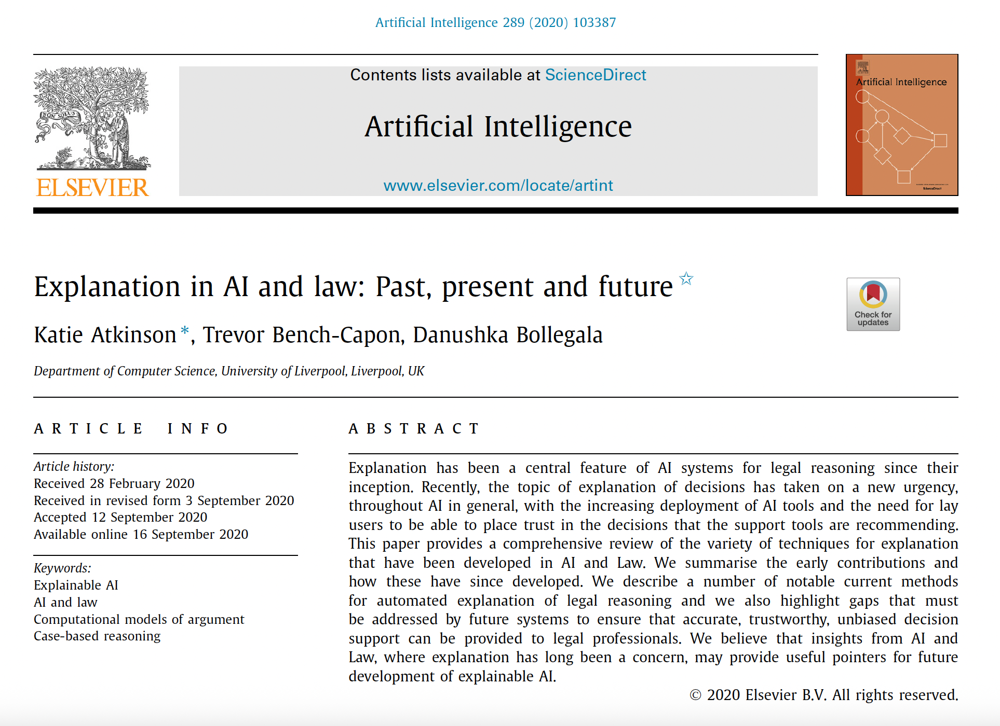 Artificial Intelligence 289 (2020) 103387
Contents lists available at ScienceDirect
Artificial Intelligence
www.elsevier.com/locate/artint
NON SOLUS
ELSEVIER
Artificial Intelligence
ScienceDirect
Explanation in AI and law: Past, present and future ☆
Katie Atkinson *, Trevor Bench-Capon, Danushka Bollegala
Department of Computer Science, University of Liverpool, Liverpool, UK
Check for
updates
ARTICLE INFO
Article history:
Received 28 February 2020
Received in revised form 3 September 2020
Accepted 12 September 2020
Available online 16 September 2020
Keywords:
Explainable AI
AI and law
Computational models of argument
Case-based reasoning
ABSTRACT
Explanation has been a central feature of AI systems for legal reasoning since their
inception. Recently, the topic of explanation of decisions has taken on a new urgency,
throughout AI in general, with the increasing deployment of AI tools and the need for lay
users to be able to place trust in the decisions that the support tools are recommending.
This paper provides a comprehensive review of the variety of techniques for explanation
that have been developed in AI and Law. We summarise the early contributions and
how these have since developed. We describe a number of notable current methods
for automated explanation of legal reasoning and we also highlight gaps that must
be addressed by future systems to ensure that accurate, trustworthy, unbiased decision
support can be provided to legal professionals. We believe that insights from AI and
Law, where explanation has long been a concern, may provide useful pointers for future
development of explainable AI.
© 2020 Elsevier B.V. All rights reserved.